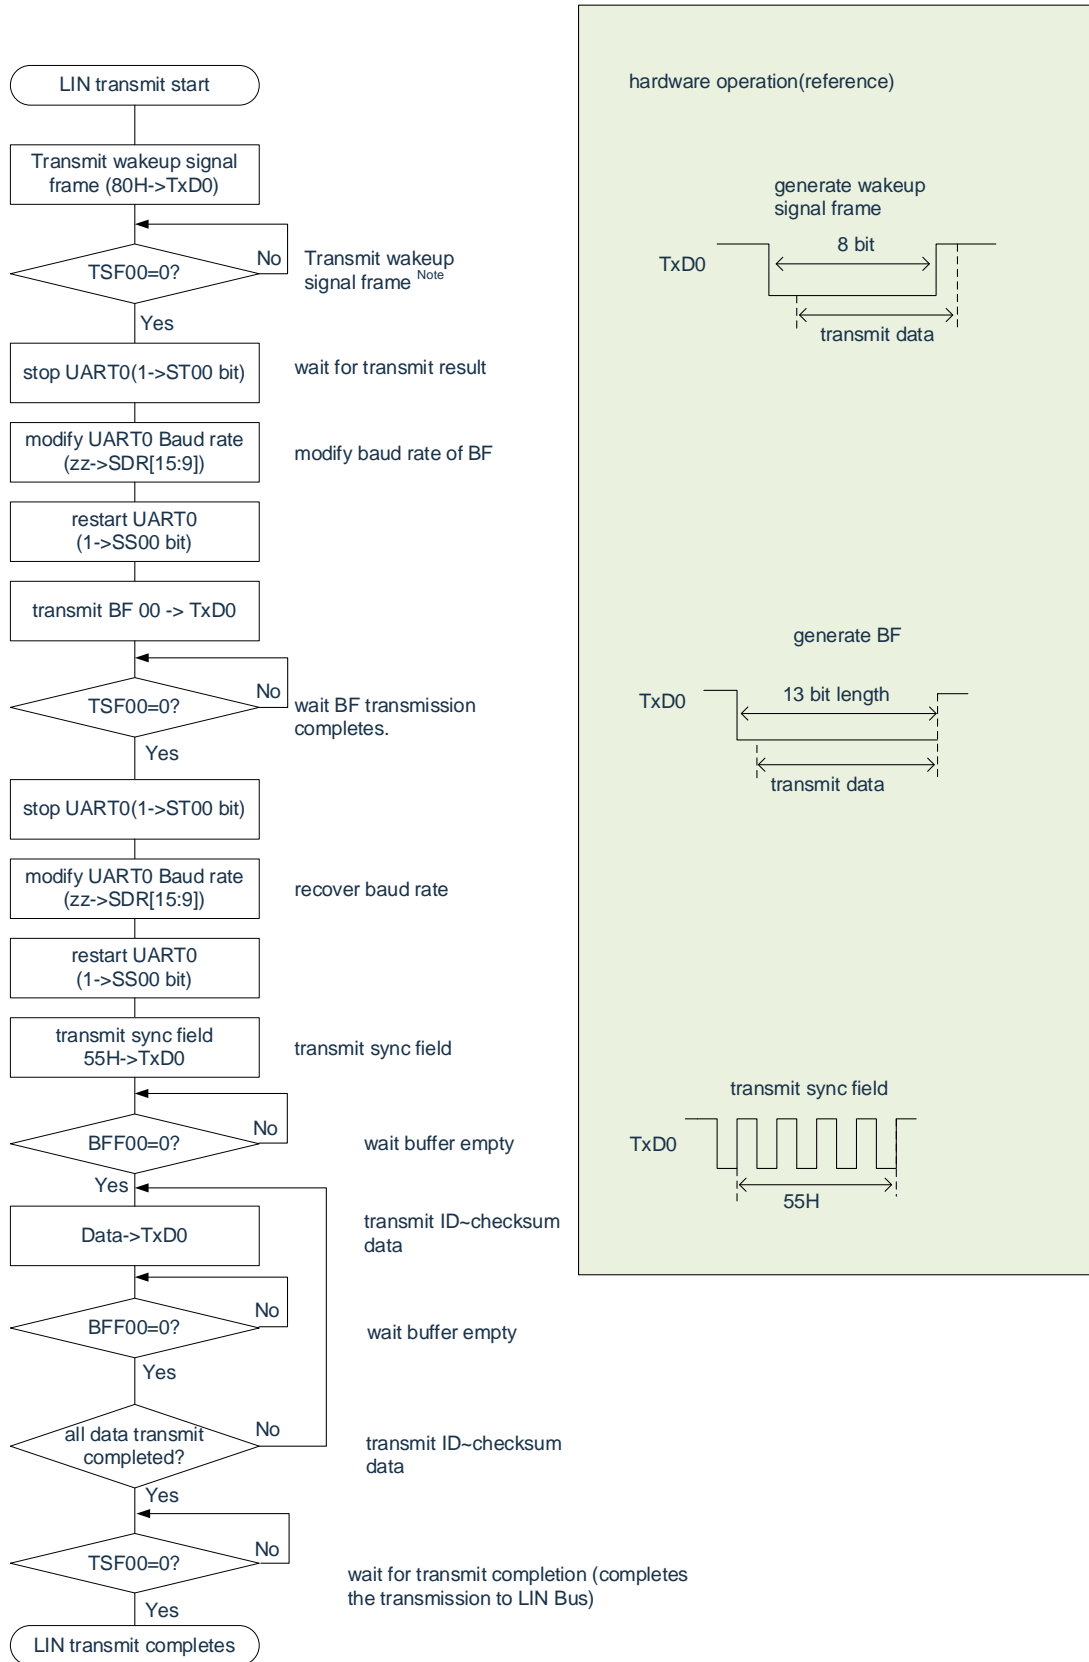 LIN transmit start
Transmit wakeup signal
frame (80H->TxD0)
TSF00=0?
No
Transmit wakeup
signal frame Note
Yes
stop UART0(1->ST00 bit)
wait for transmit result
modify UART0 Baud rate
(zz->SDR[15:9])
modify baud rate of BF
restart UART0
(1->SS00 bit)
transmit BF 00 -> TxD0
TSF00=0?
No
wait BF transmission
completes.
Yes
stop UART0(1->ST00 bit)
modify UART0 Baud rate
(zz->SDR[15:9])
recover baud rate
restart UART0
(1->SS00 bit)
transmit sync field
55H->TxD0
transmit sync field
BFF00=0?
No
wait buffer empty
Yes
Data->TxD0
transmit ID~checksum
data
BFF00=0?
No
wait buffer empty
Yes
all data transmit
completed?
No
transmit ID~checksum
data
Yes
TSF00=0?
No
wait for transmit completion (completes
the transmission to LIN Bus)
Yes
LIN transmit completes
hardware operation(reference)
generate wakeup
signal frame
TxD0
8 bit
transmit data
generate BF
TxD0
13 bit length
transmit data
transmit sync field
TxD0
55H